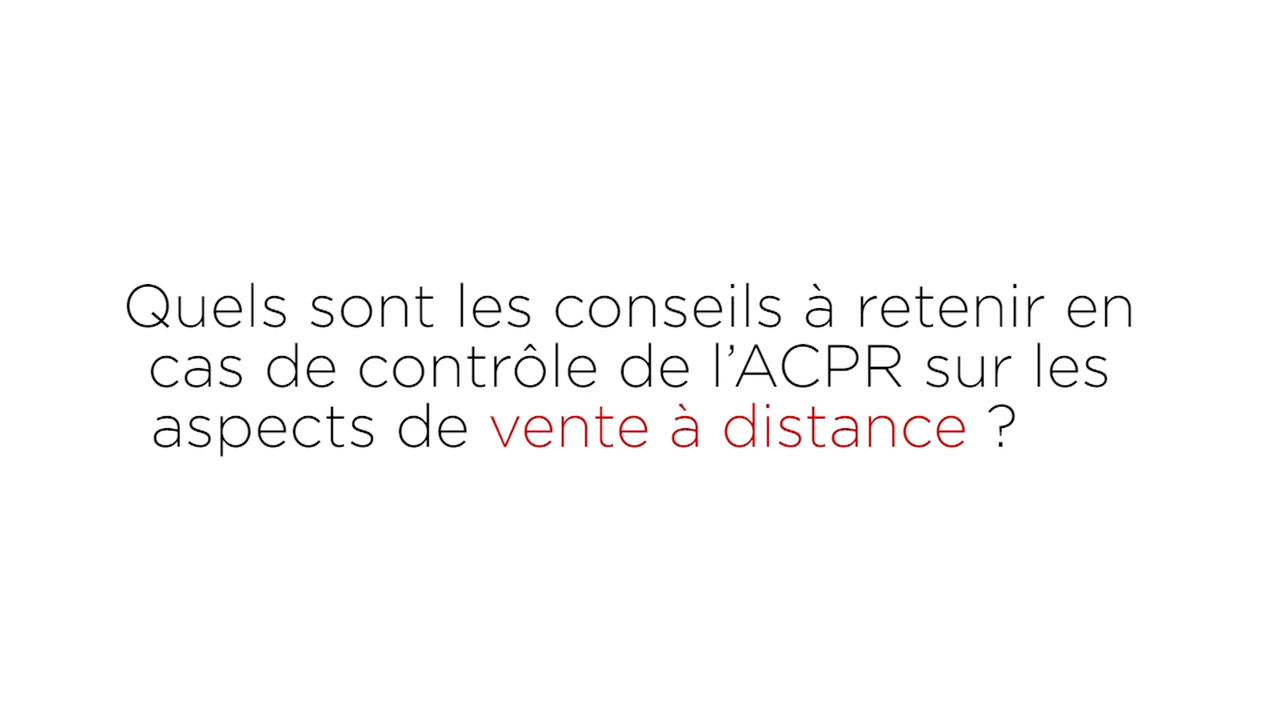 Quels sont les conseils à retenir en
cas de contrôle de l’ACPR sur les
aspects de vente à distance ?